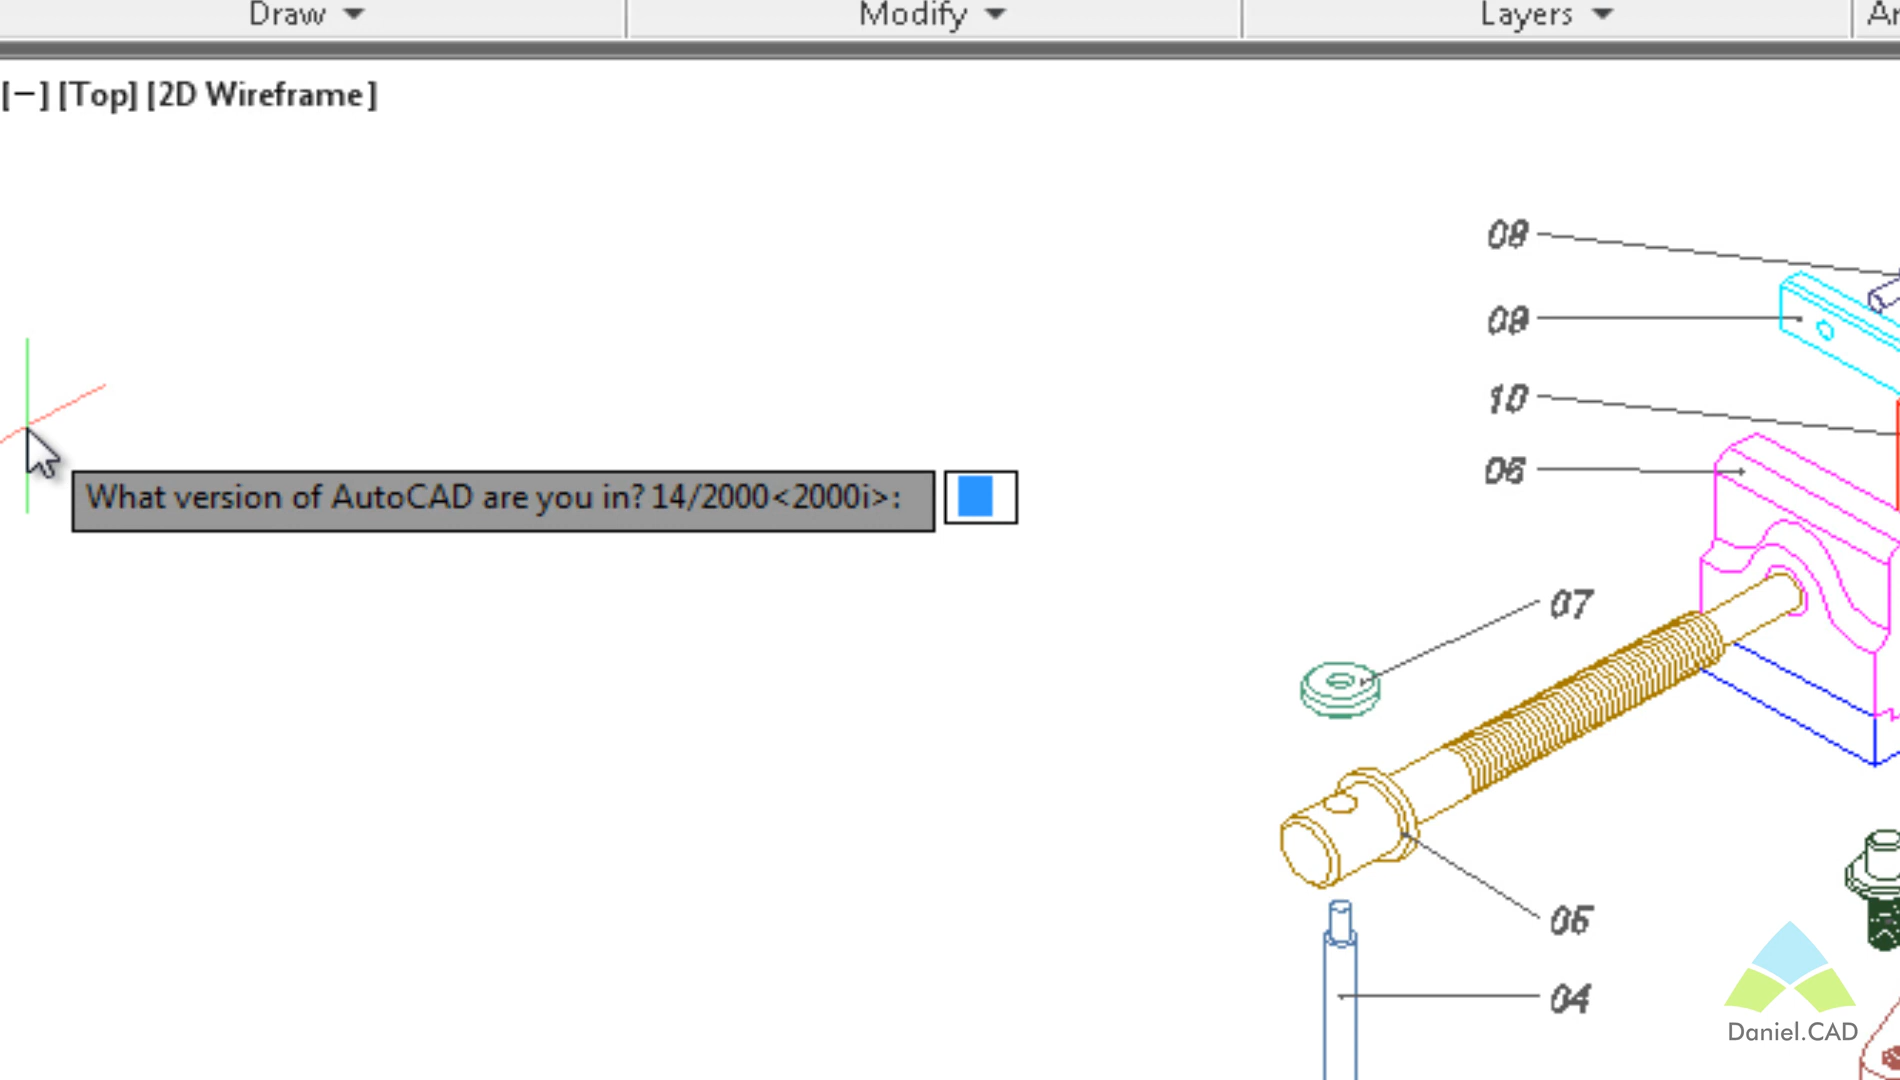 Draw
Modify
Layers
[−] [Top] [2D Wireframe]
08
09
10
06
What version of AutoCAD are you in? 14/2000<2000i>:
07
05
04
Daniel.CAD